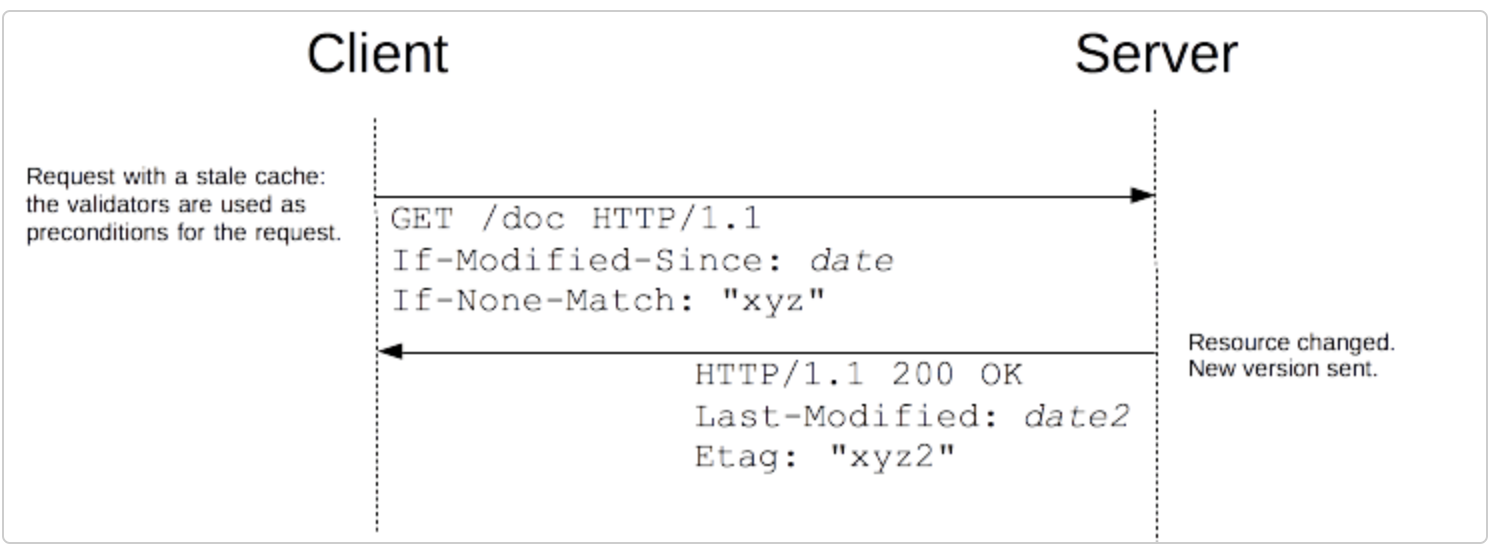 Client
Server
Request with a stale cache:
the validators are used as
preconditions for the request.
GET /doc HTTP/1.1
If-Modified-Since: date
If-None-Match: "xyz"
Resource changed.
New version sent.
HTTP/1.1 200 OK
Last-Modified: date2
Etag: "xyz2"